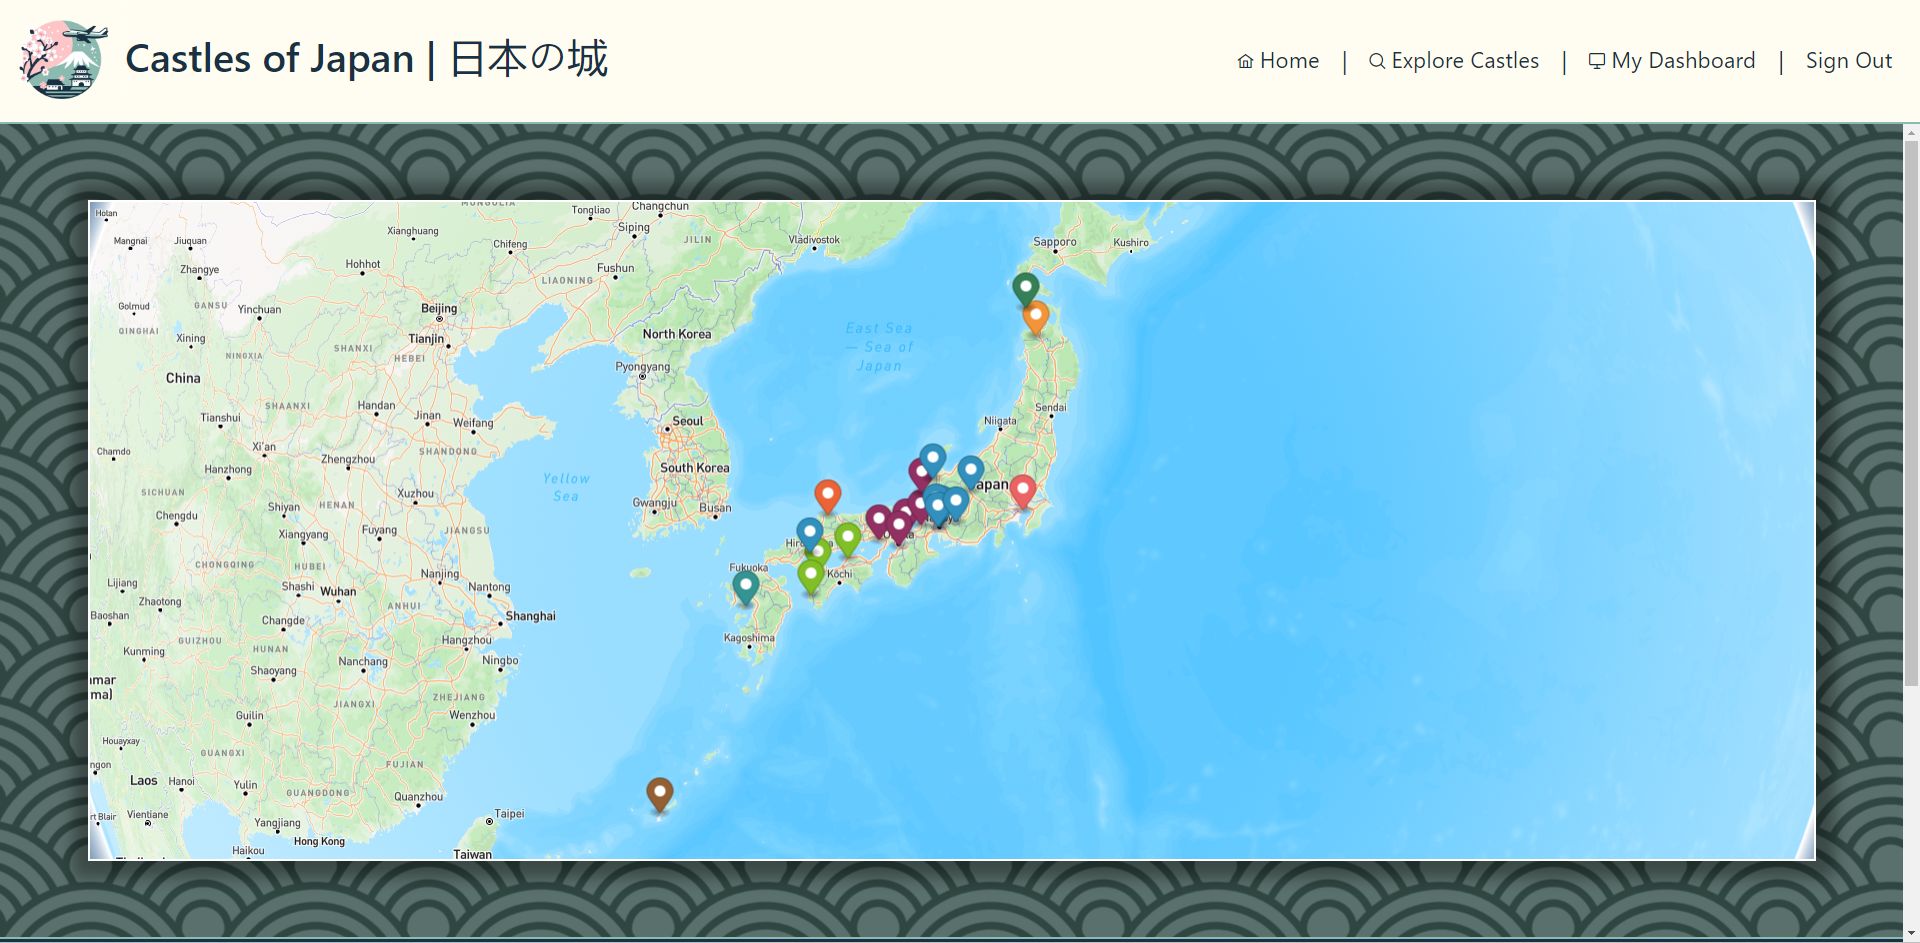 Castles of Japan | 日本の城
Home | Explore Castles | My Dashboard | Sign Out
Hotan
Tongliao
Changchun
Mangnai
Jiuquan
Xianghuang
Chifeng
Siping
JILIN
Vladivostok
Sapporo
Kushiro
Zhangye
Hohhot
Fushun
LIAONING
Golmud
GANSU
Yinchuan
Beijing
QINGHAI
Xining
Tianjin
North Korea
East Sea
— Sea of
Japan
NINGXIA
SHANXI
HEBEI
Pyongyang
China
SHAANXI
Handan
Jinan
Weifang
Sendai
Tianshui
Seoul
Niigata
Xi'an
Zhengzhou
SHANDONG
Chamdo
Hanzhong
South Korea
Yellow
Sea
SICHUAN
HENAN
Xuzhou
Gwangju
Busan
Shiyan
Chengdu
Xiangyang
Fuyang
JIANGSU
CHONGQING
HUBEI
Nanjing
Fukuoka
Kōchi
Lijiang
Zhaotong
Shashi
Wuhan
ANHUI
Nantong
Baoshan
Changde
Shanghai
GUIZHOU
HUNAN
Hangzhou
Kagoshima
Kunming
Shaoyang
Nanchang
Ningbo
JIANGXI
ZHEJIANG
Guilin
Wenzhou
Houayxay
GUANGXI
FUJIAN
Laos
Hanoi
Yulin
GUANGDONG
Quanzhou
Vientiane
Yangjiang
Hong Kong
Taipei
Haikou
Taiwan